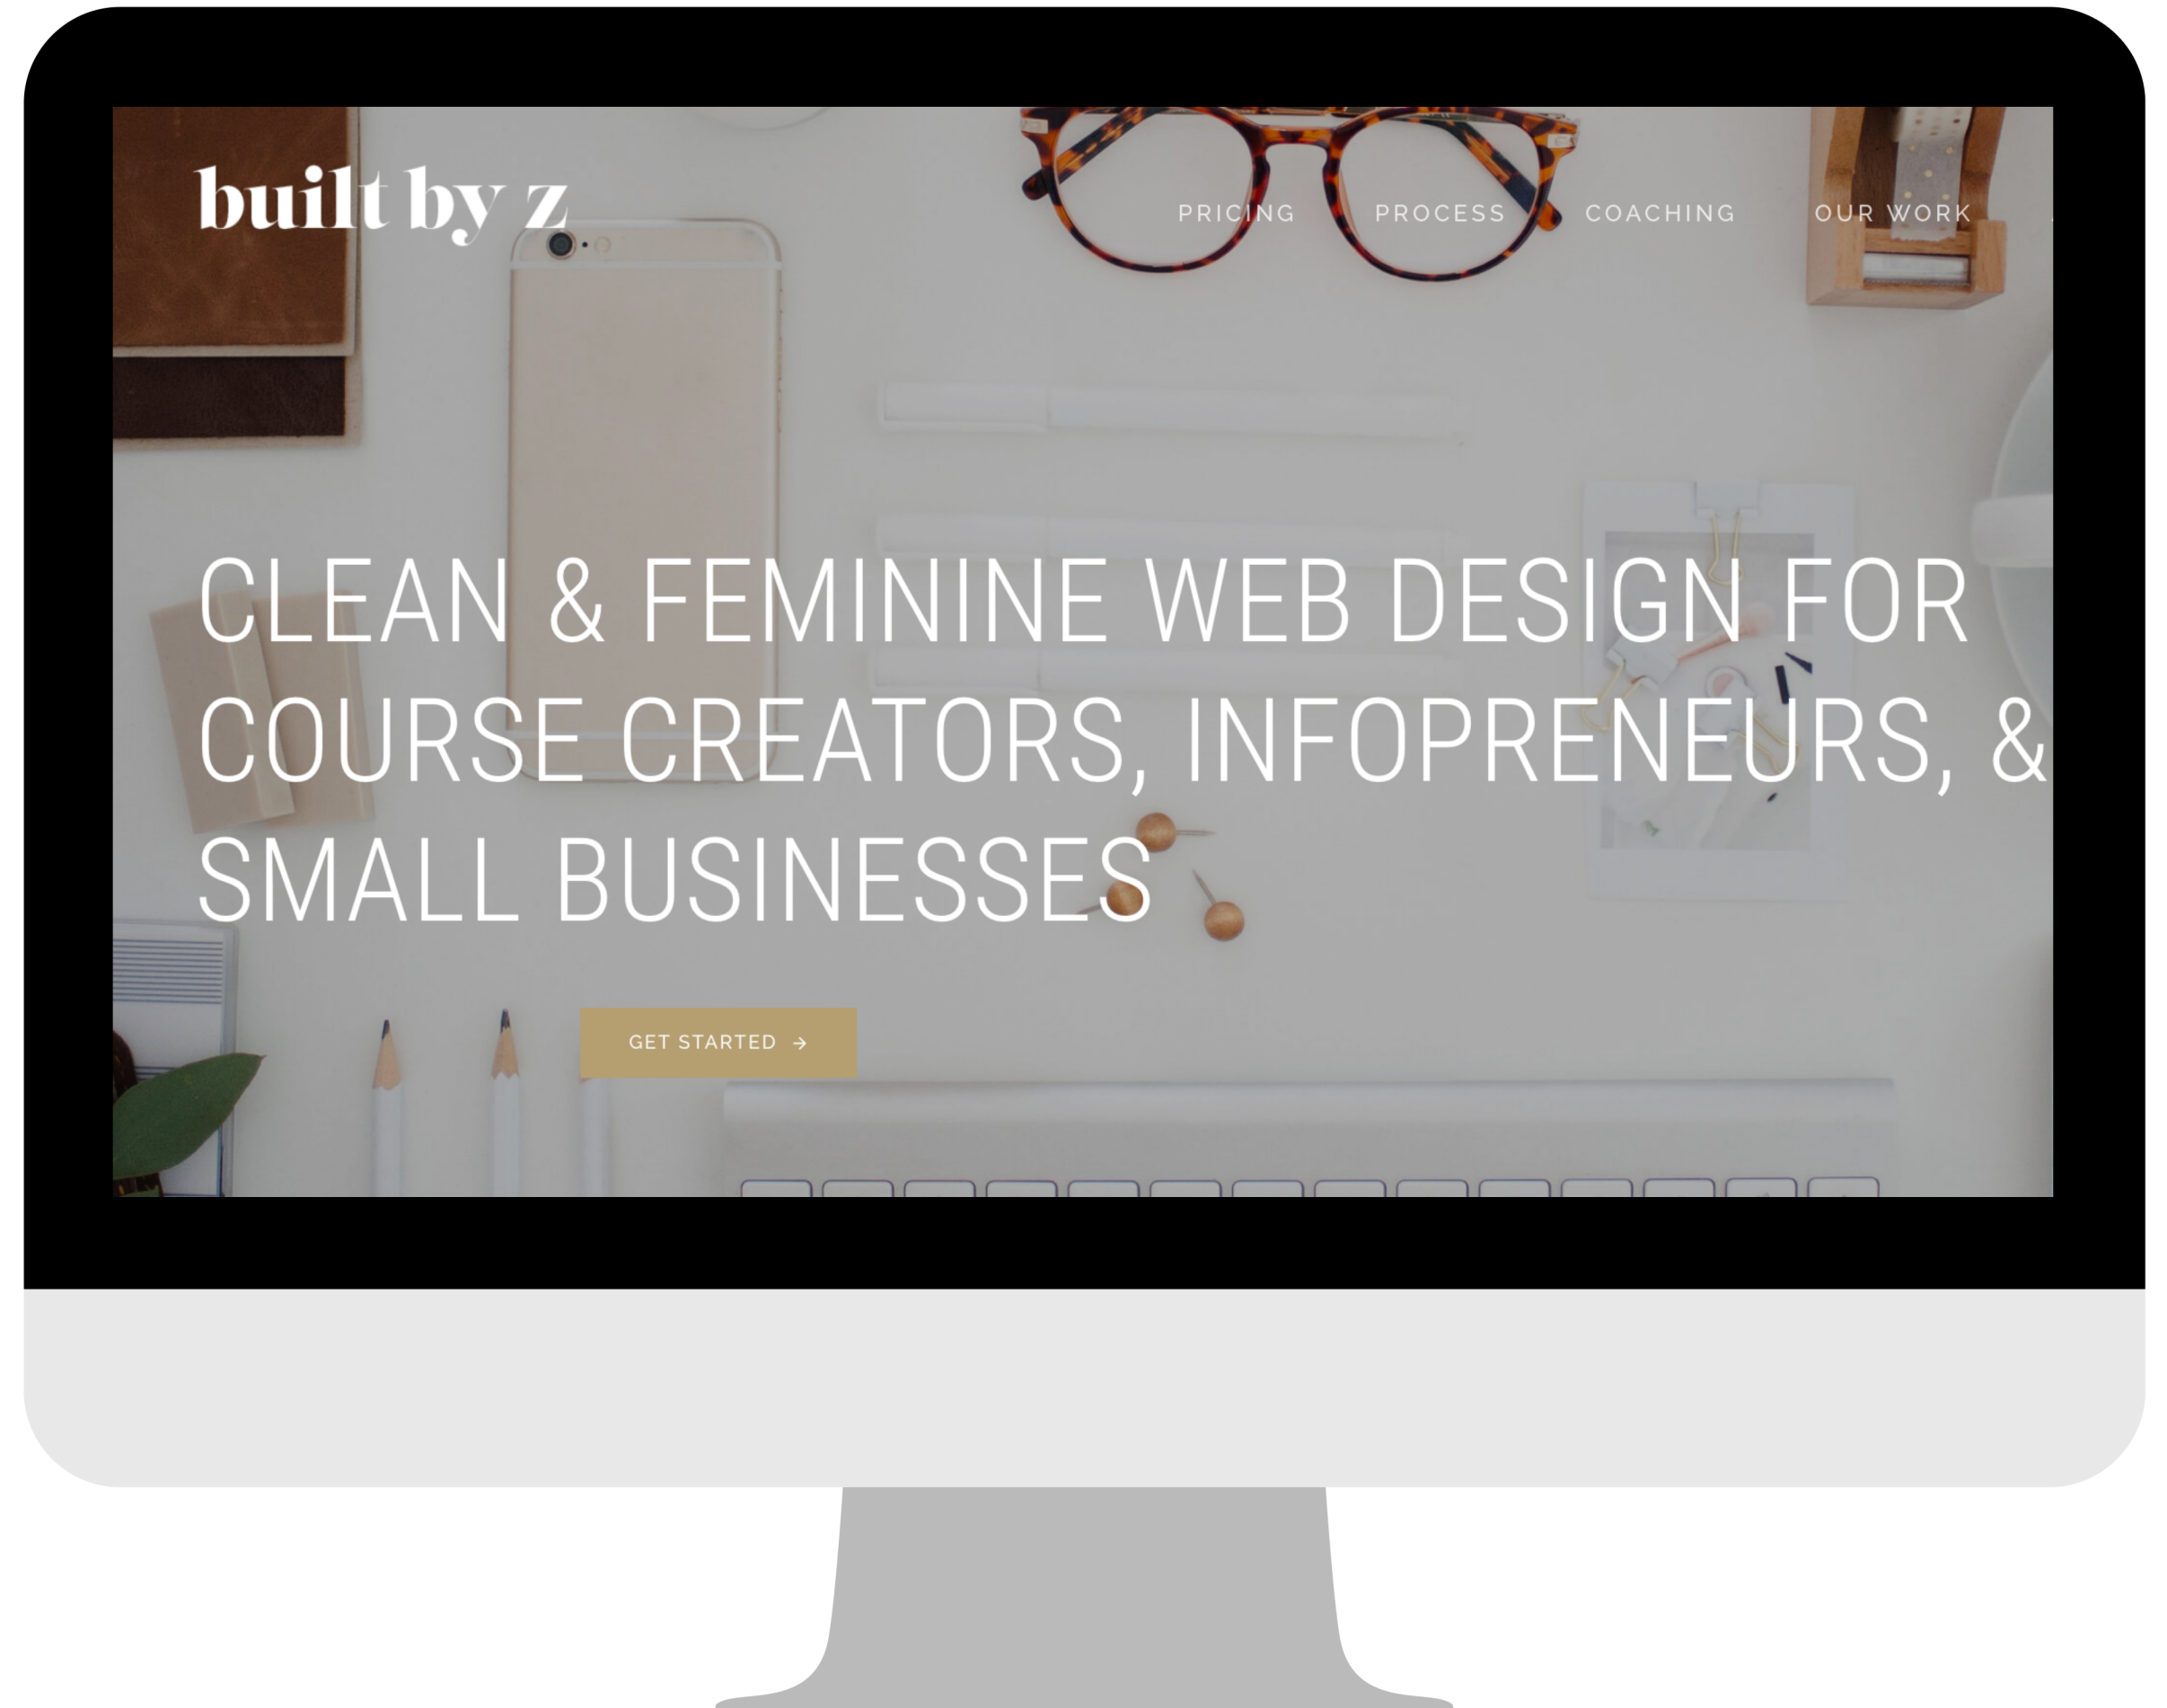 built by z
PRICING PROCESS COACHING OUR WORK
CLEAN & FEMININE WEB DESIGN FOR
COURSE CREATORS, INFOPRENEURS, &
SMALL BUSINESSES
GET STARTED →